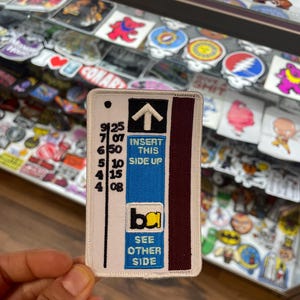 9 25
7 07
6 50
5 10
4 15
4 08
INSERT
THIS
SIDE UP
ba
SEE
OTHER
SIDE